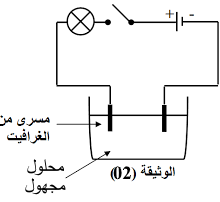 + -
مسرى من
الغرافيت
محلول
مجهول
الوثيقة (02)